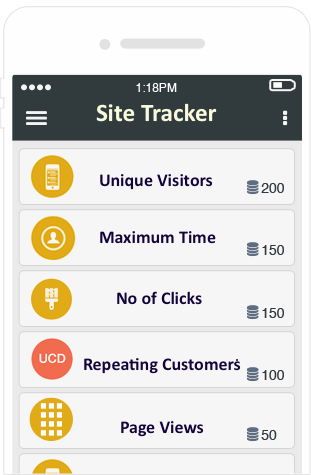 1:18PM
Site Tracker
Unique Visitors
200
Maximum Time
150
No of Clicks
150
UCD
Repeating Customers
100
Page Views
50